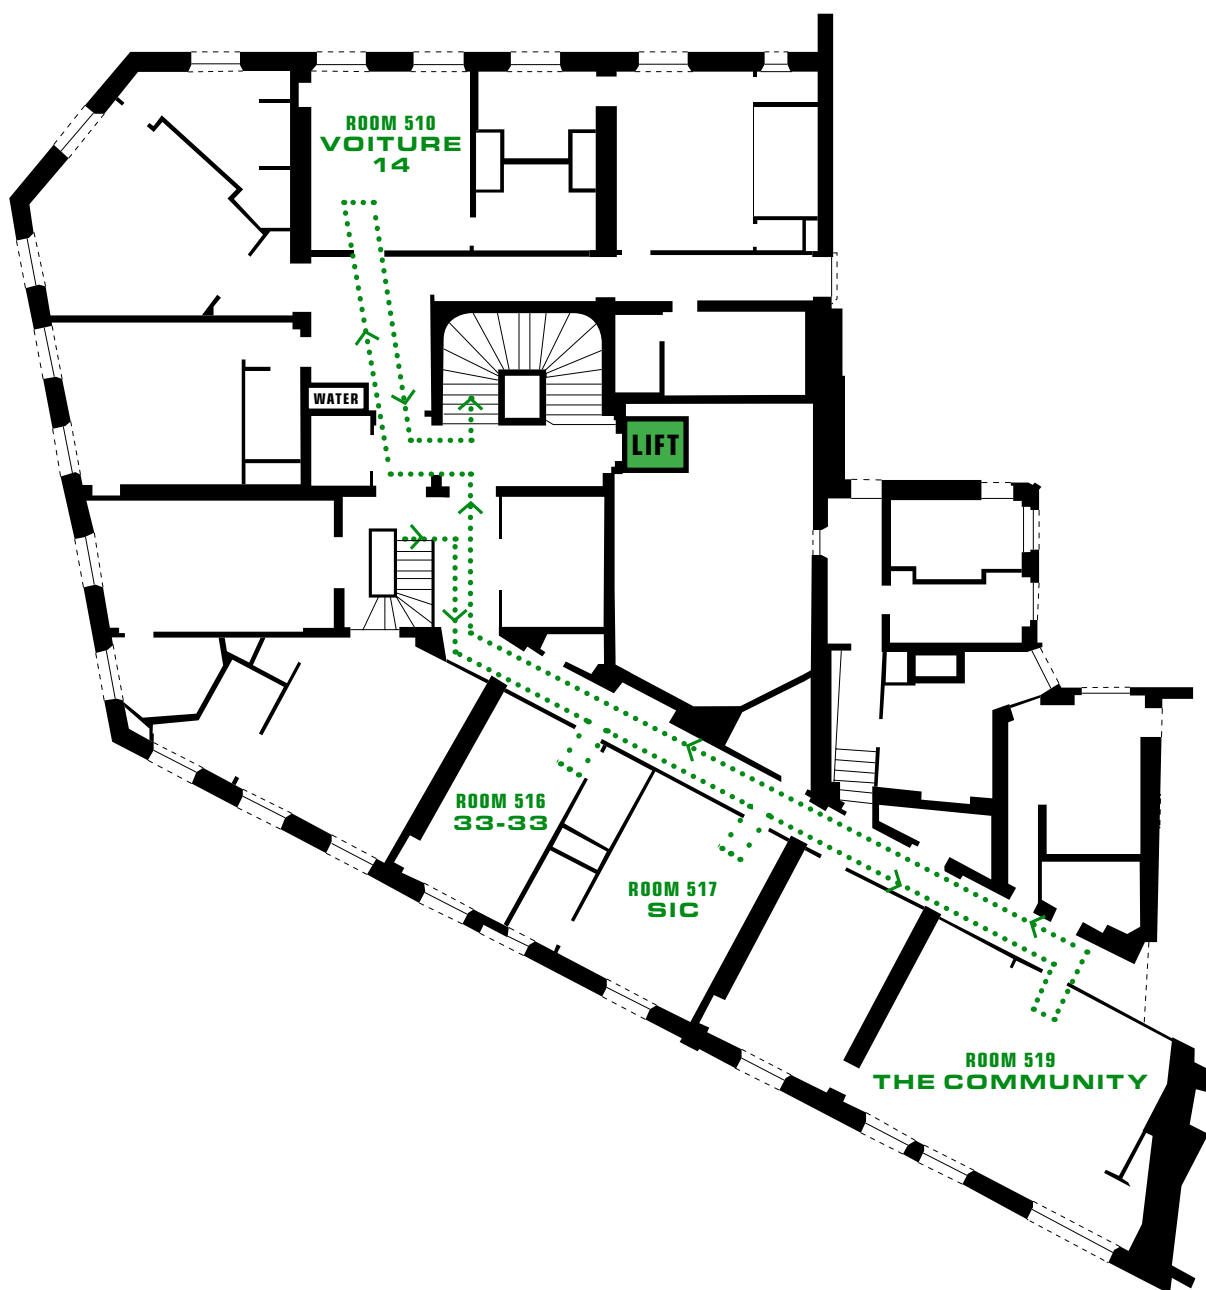 ROOM 510
VOITURE
14
WATER
LIFT
ROOM 516
33-33
ROOM 517
SIC
ROOM 519
THE COMMUNITY